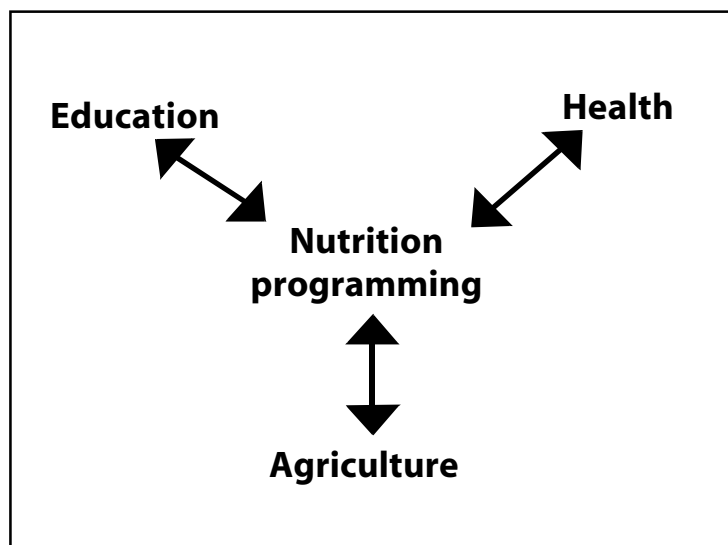 Education
Health
Nutrition
programming
Agriculture